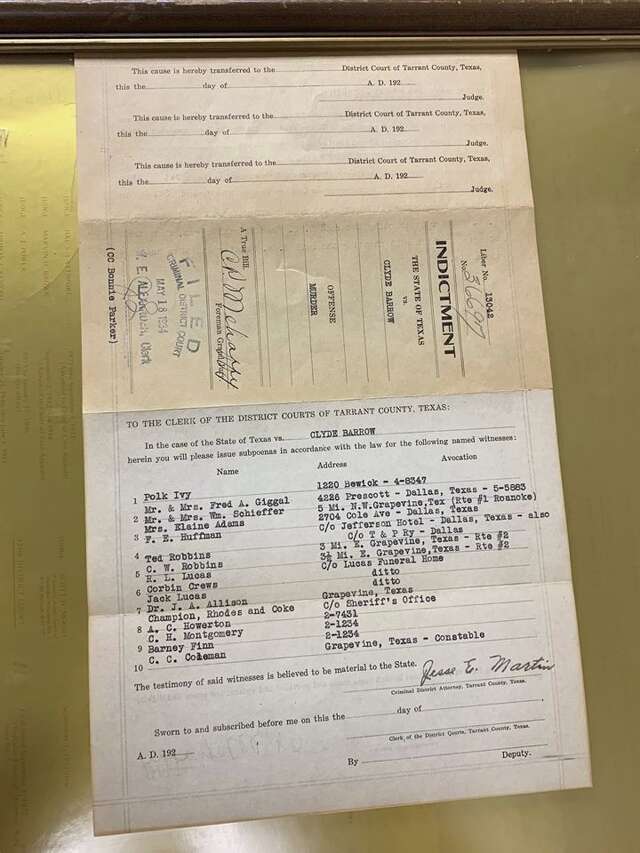 This cause is hereby transferred to the District Court of Tarrant County, Texas,
this the day of A. D. 192
Judge.
This cause is hereby transferred to the District Court of Tarrant County, Texas,
this the day of A. D. 192
Judge.
This cause is hereby transferred to the District Court of Tarrant County, Texas,
this the day of A. D. 192
Judge.
Liber No. 13042
No. 36697
INDICTMENT
THE STATE OF TEXAS
vs.
CLYDE BARROW
OFFENSE
MURDER
A True Bill
Foreman Grand Jury
FILED
CRIMINAL DISTRICT COURT
MAY 18 1934
Clerk
(CC Bonnie Parker)
TO THE CLERK OF THE DISTRICT COURTS OF TARRANT COUNTY, TEXAS:
In the case of the State of Texas vs. CLYDE BARROW
herein you will please issue subpoenas in accordance with the law for the following named witnesses:
Name Address Avocation
1 Polk Ivy 1220 Bewick - 4-8347
Mr. & Mrs. Fred A. Giggal 4226 Prescott - Dallas, Texas - 5-5883
2 Mr. & Mrs. Wm. Schieffer 5 Mi. N.W.Grapevine,Tex (Rte #1 Roanoke)
Mrs. Elaine Adams 2704 Cole Ave - Dallas, Texas
3 F. E. Huffman c/o Jefferson Hotel - Dallas, Texas - also
c/o T & P Ry - Dallas
4 Ted Robbins 3 Mi. E. Grapevine, Texas - Rte #2
C. W. Robbins 3½ Mi. E. Grapevine,Texas - Rte #2
5 R. L. Lucas C/o Lucas Funeral Home
Corbin Crews ditto
6 Jack Lucas ditto
Dr. J. A. Allison Grapevine, Texas
7 Champion, Rhodes and Coke C/o Sheriff's Office
A. C. Howerton 2-7431
8 C. H. Montgomery 2-1234
9 Barney Finn 2-1234
C. C. Coleman Grapevine, Texas - Constable
10
The testimony of said witnesses is believed to be material to the State. Jesse E. Martin
Criminal District Attorney, Tarrant County, Texas.
Sworn to and subscribed before me on this the day of
A. D. 192
Clerk of the District Courts, Tarrant County, Texas.
By Deputy.